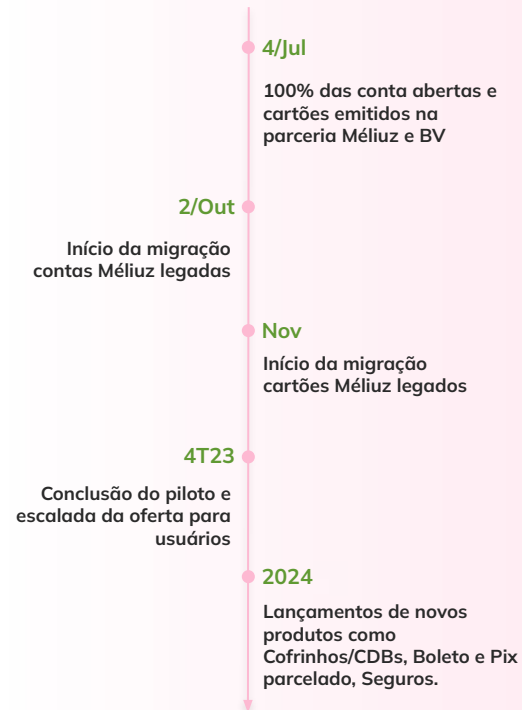 4/Jul
100% das conta abertas e
cartões emitidos na
parceria Méliuz e BV
2/Out
Início da migração
contas Méliuz legadas
Nov
Início da migração
cartões Méliuz legados
4T23
Conclusão do piloto e
escalada da oferta para
usuários
2024
Lançamentos de novos
produtos como
Cofrinhos/CDBs, Boleto e Pix
parcelado, Seguros.